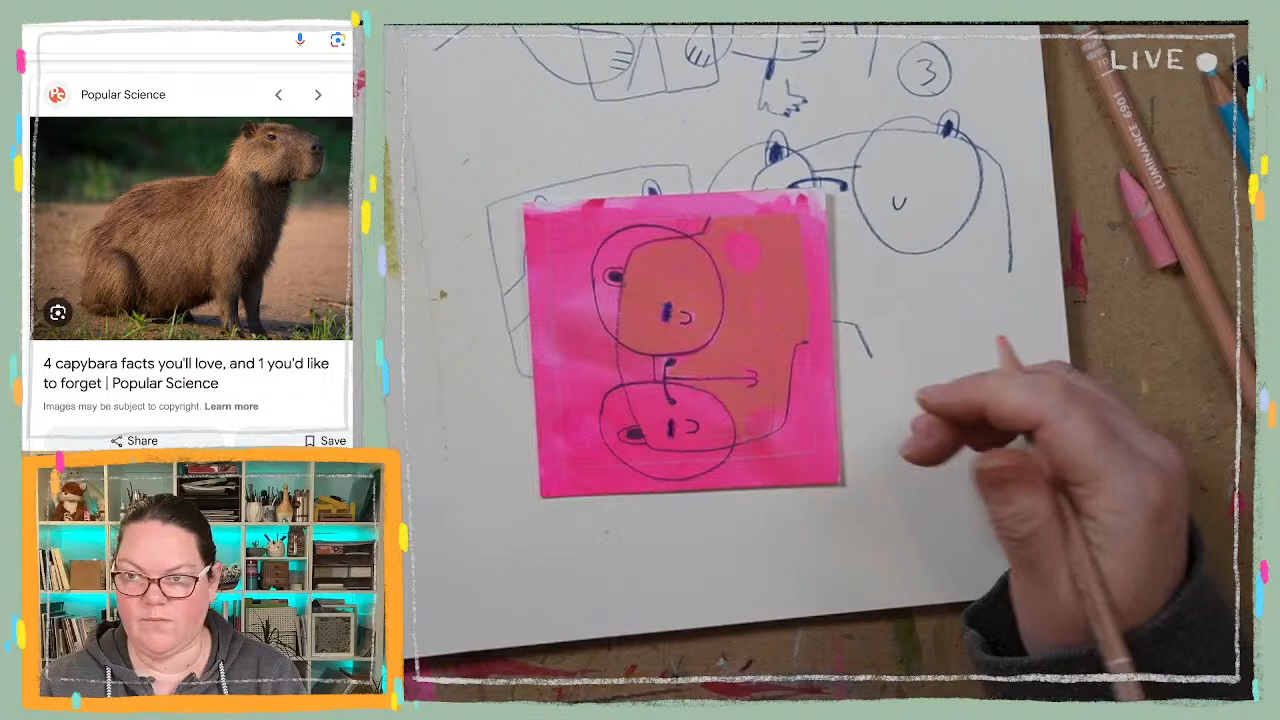 Popular Science
4 capybara facts you'll love, and 1 you'd like
to forget | Popular Science
Images may be subject to copyright. Learn more
Share
Save
LIVE
3
LUMINANCE 6901